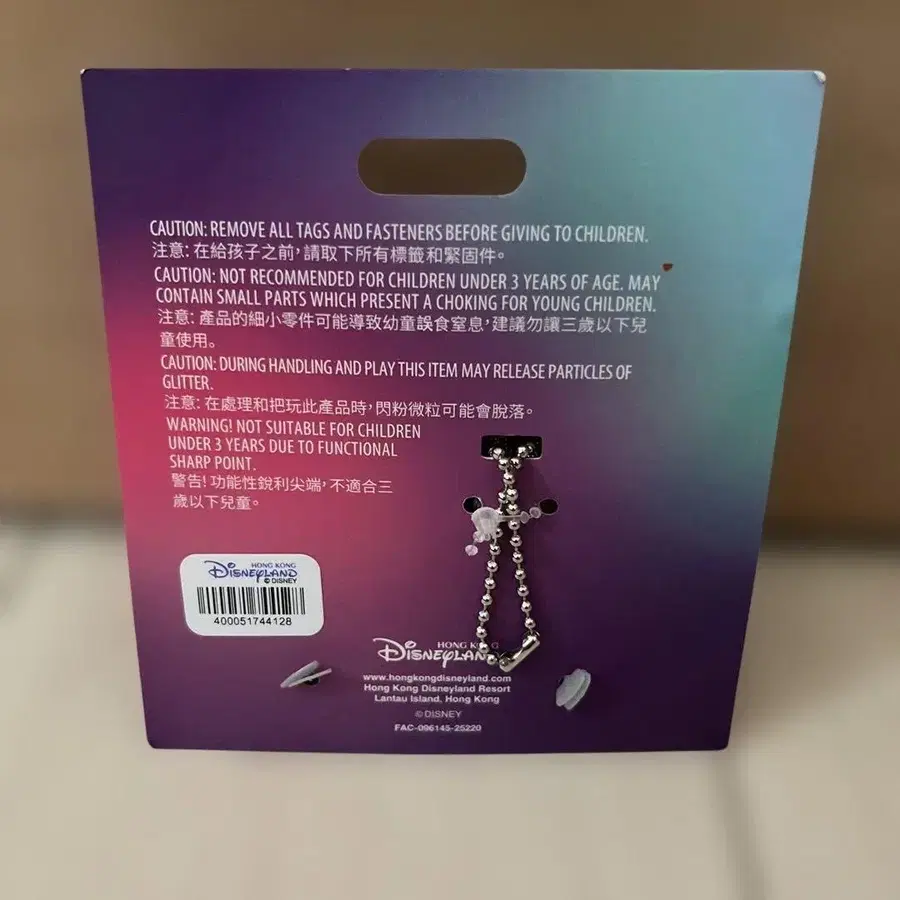 CAUTION: REMOVE ALL TAGS AND FASTENERS BEFORE GIVING TO CHILDREN.
注意: 在給孩子之前,請取下所有標籤和緊固件。
CAUTION: NOT RECOMMENDED FOR CHILDREN UNDER 3 YEARS OF AGE. MAY
CONTAIN SMALL PARTS WHICH PRESENT A CHOKING FOR YOUNG CHILDREN.
注意: 產品的細小零件可能導致幼童誤食窒息,建議勿讓三歲以下兒
童使用。
CAUTION: DURING HANDLING AND PLAY THIS ITEM MAY RELEASE PARTICLES OF
GLITTER.
注意: 在處理和把玩此產品時,閃粉微粒可能會脫落。
WARNING! NOT SUITABLE FOR CHILDREN
UNDER 3 YEARS DUE TO FUNCTIONAL
SHARP POINT.
警告! 功能性銳利尖端, 不適合三
歲以下兒童。
HONG KONG
DISNEYLAND
© DISNEY
400051744128
HONG KONG
DISNEYLAND
www.hongkongdisneyland.com
Hong Kong Disneyland Resort
Lantau Island, Hong Kong
© DISNEY
FAC-096145-25220